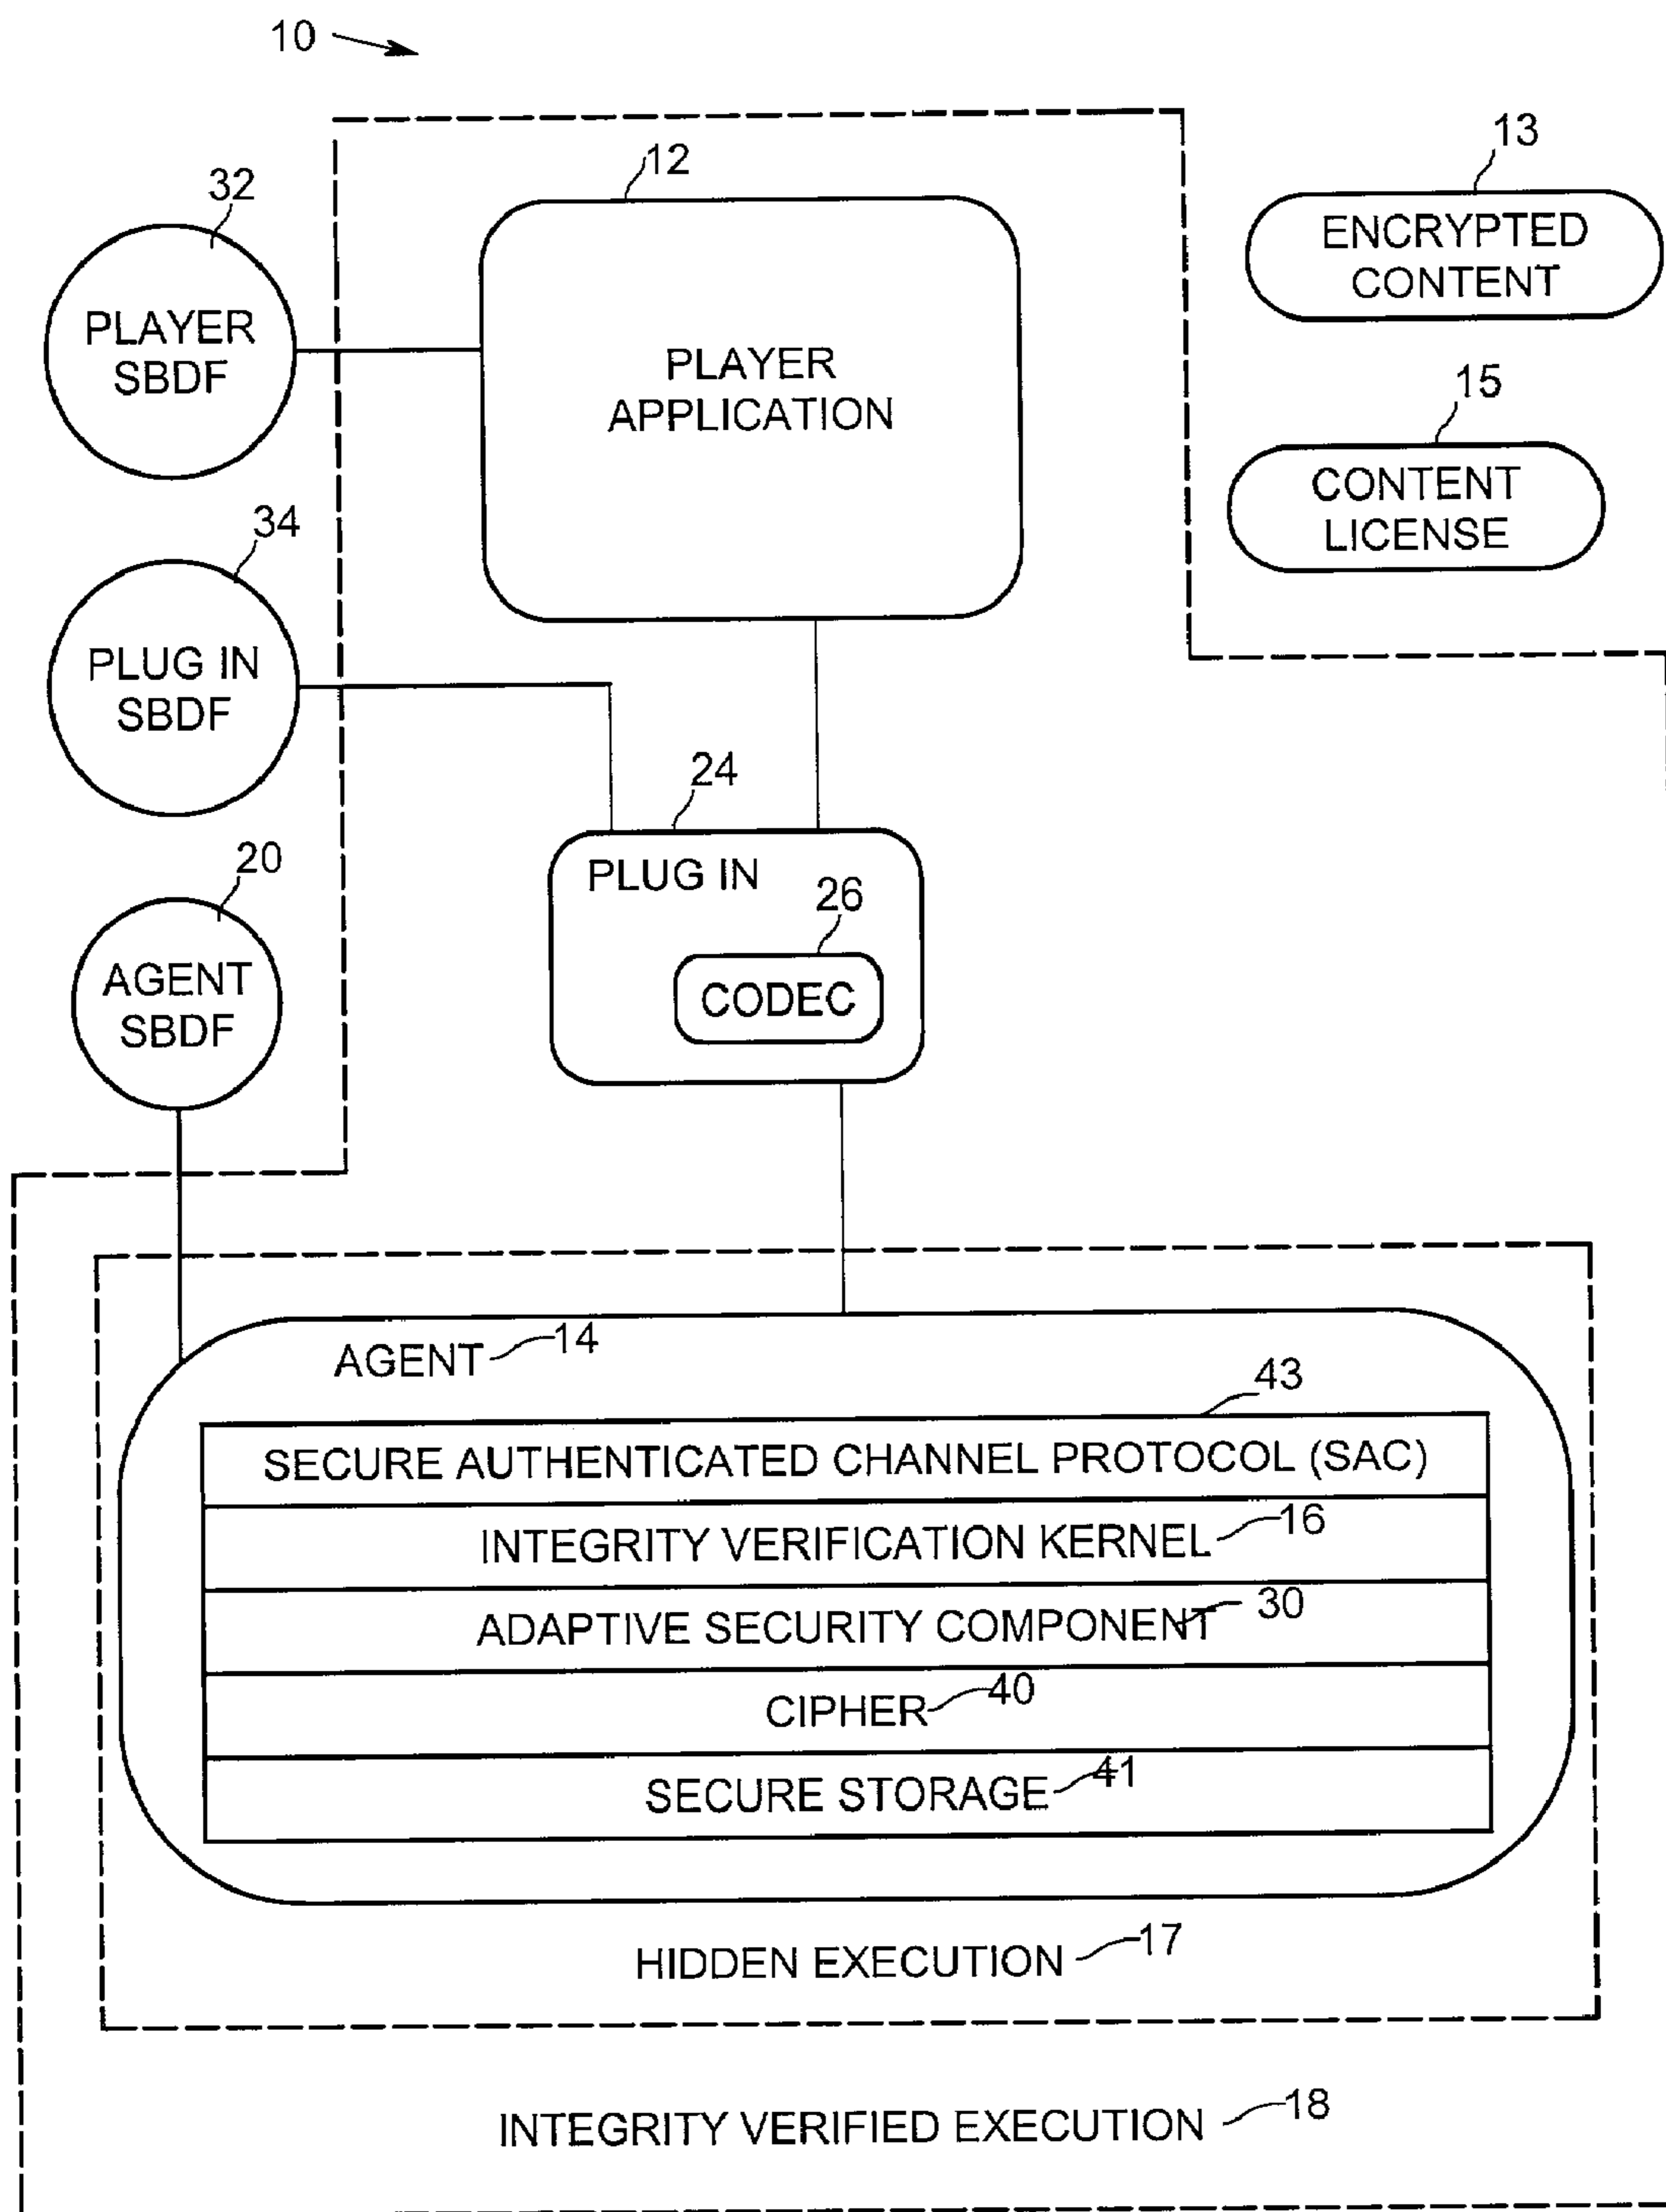 10
12
13
32
ENCRYPTED
CONTENT
PLAYER
SBDF
PLAYER
APPLICATION
15
CONTENT
LICENSE
34
PLUG IN
SBDF
24
PLUG IN
26
CODEC
20
AGENT
SBDF
AGENT 14
43
SECURE AUTHENTICATED CHANNEL PROTOCOL (SAC)
INTEGRITY VERIFICATION KERNEL 16
ADAPTIVE SECURITY COMPONENT 30
CIPHER 40
SECURE STORAGE 41
HIDDEN EXECUTION 17
INTEGRITY VERIFIED EXECUTION 18